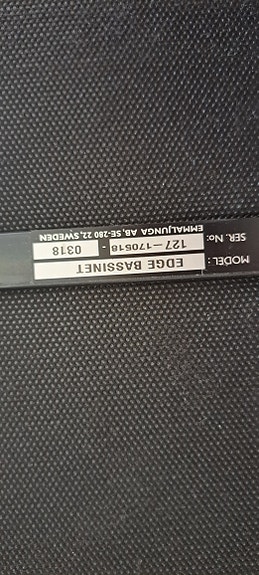 MODEL: EDGE BASSINET
SER. No: 127-170518 - 0318
EMMALJUNGA AB, SE-280 22, SWEDEN